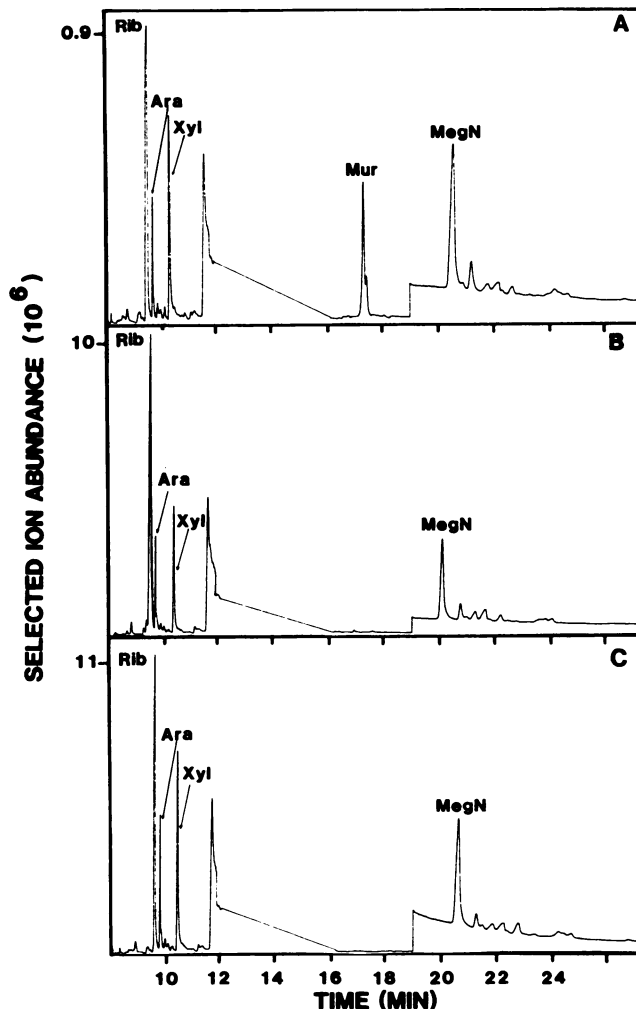 SELECTED ION ABUNDANCE (10⁶)
0.9
Rib
A
Ara
Xyl
Mur
MegN
10
Rib
B
Ara
Xyl
MegN
11
Rib
C
Ara
Xyl
MegN
10 12 14 16 18 20 22 24
TIME (MIN)